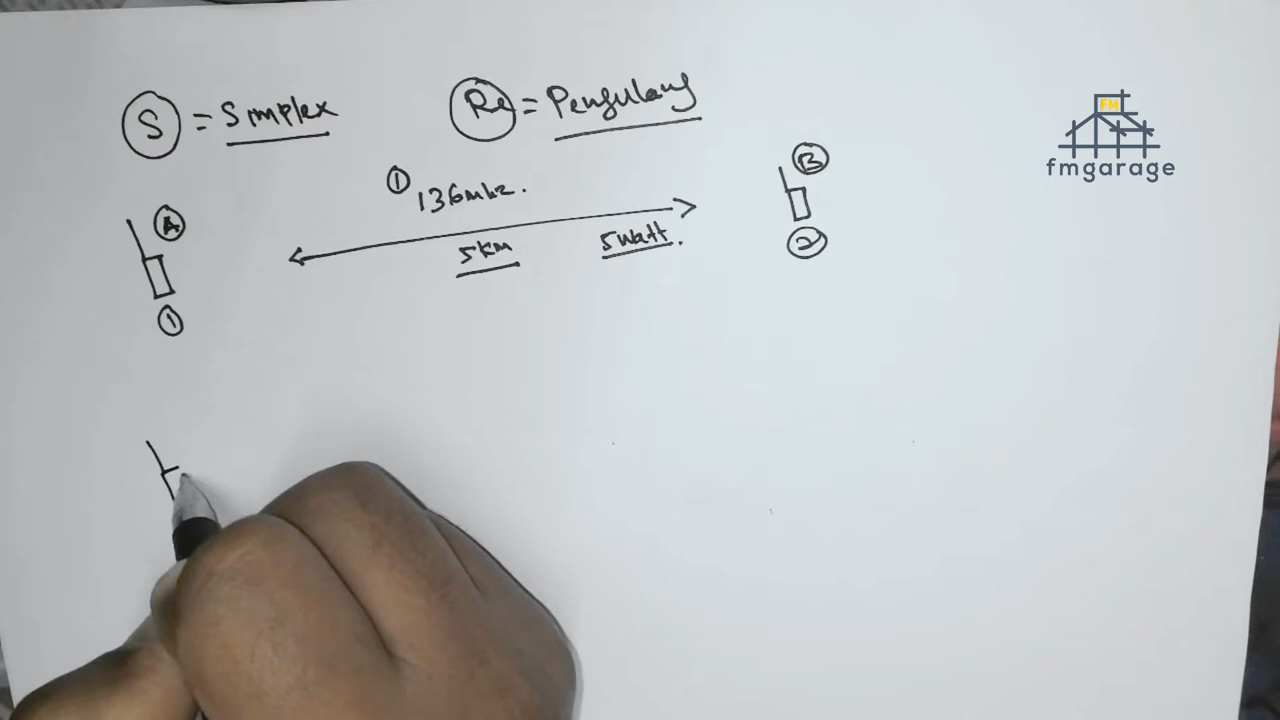 S = Simplex
Re = Pengulang
1 136mhz.
A
B
5km
5watt.
1
2
FM
fmgarage